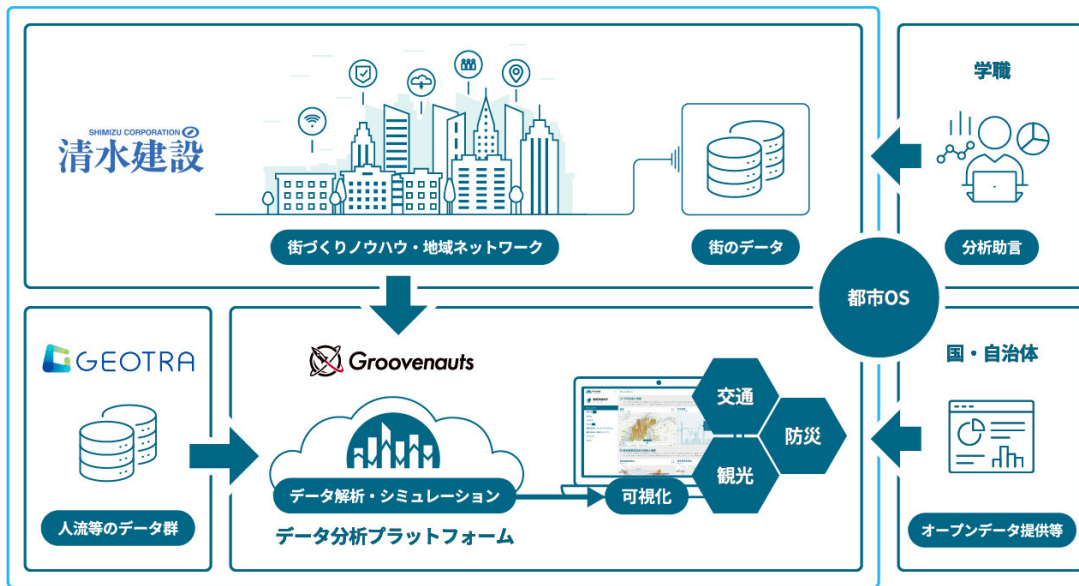 SHIMIZU CORPORATION
清水建設
街づくりノウハウ・地域ネットワーク
街のデータ
学職
分析助言
都市OS
GEOTRA
人流等のデータ群
Groovenauts
データ解析・シミュレーション
可視化
データ分析プラットフォーム
交通
防災
観光
国・自治体
オープンデータ提供等